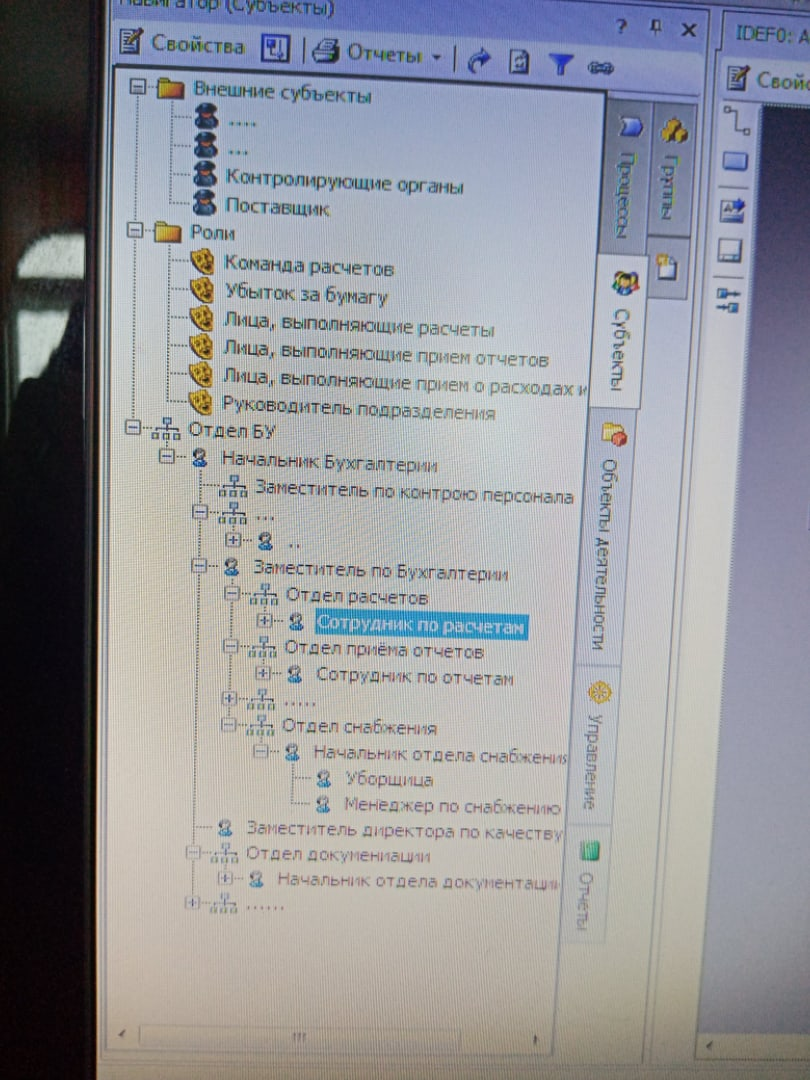 Навигатор (Субъекты)
IDEF0: A
Свойства
Отчеты
Внешние субъекты
....
...
Контролирующие органы
Поставщик
Роли
Команда расчетов
Убыток за бумагу
Лица, выполняющие расчеты
Лица, выполняющие прием отчетов
Лица, выполняющие прием о расходах и
Руководитель подразделения
Отдел БУ
Начальник Бухгалтерии
Заместитель по контрою персонала
...
..
Заместитель по Бухгалтерии
Отдел расчетов
Сотрудник по расчетам
Отдел приёма отчетов
Сотрудник по отчетам
.....
Отдел снабжения
Начальник отдела снабжения
Уборщица
Менеджер по снабжению
Заместитель директора по качеству
Отдел докумениации
Начальник отдела документаци
......
Процессы
Группы
Субъекты
Объекты деятельности
Управление
Отчеты
Свойс